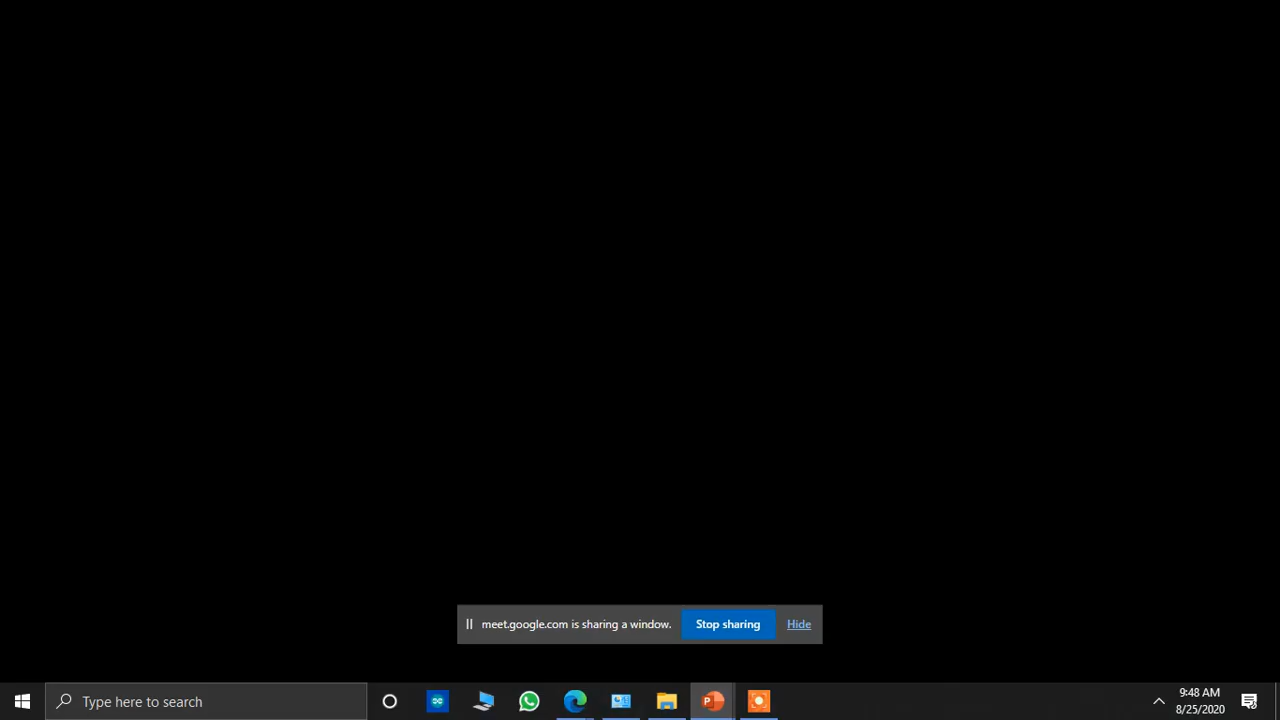 meet.google.com is sharing a window. Stop sharing Hide
Type here to search
9:48 AM
8/25/2020